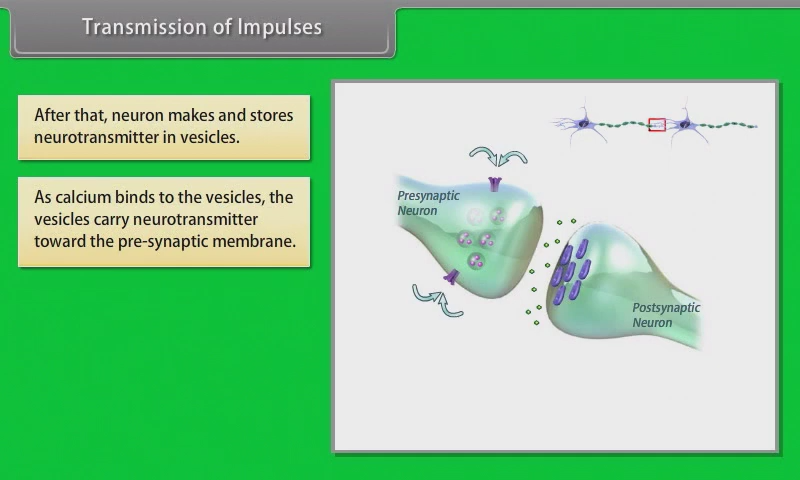 Transmission of Impulses
After that, neuron makes and stores
neurotransmitter in vesicles.
As calcium binds to the vesicles, the
vesicles carry neurotransmitter
toward the pre-synaptic membrane.
Presynaptic
Neuron
Postsynaptic
Neuron